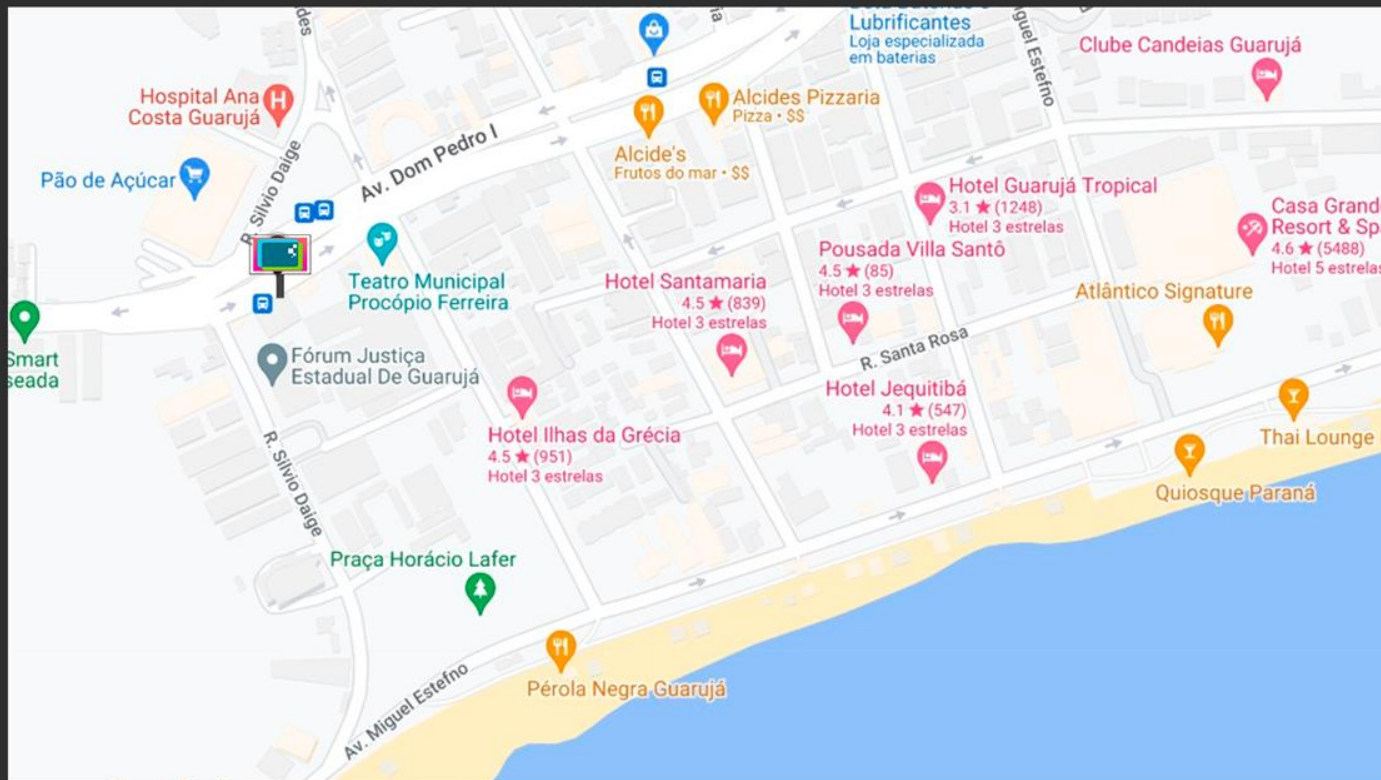 Lubrificantes
Loja especializada
em baterias
Clube Candeias Guarujá
Hospital Ana
Costa Guarujá
H
Alcides Pizzaria
Pizza • $$
Av. Dom Pedro I
Alcide's
Frutos do mar • $$
Pão de Açúcar
R. Silvio Daige
Hotel Guarujá Tropical
3.1 ★ (1248)
Hotel 3 estrelas
Casa Grand
Resort & Sp
4.6 ★ (5488)
Hotel 5 estrelas
Pousada Villa Santô
4.5 ★ (85)
Hotel 3 estrelas
Teatro Municipal
Procópio Ferreira
Hotel Santamaria
4.5 ★ (839)
Hotel 3 estrelas
Atlântico Signature
R. Santa Rosa
Smart
seada
Fórum Justiça
Estadual De Guarujá
Hotel Jequitibá
4.1 ★ (547)
Hotel 3 estrelas
Hotel Ilhas da Grécia
4.5 ★ (951)
Hotel 3 estrelas
Thai Lounge
R. Silvio Daige
Quiosque Paraná
Praça Horácio Lafer
Pérola Negra Guarujá
Av. Miguel Estefno